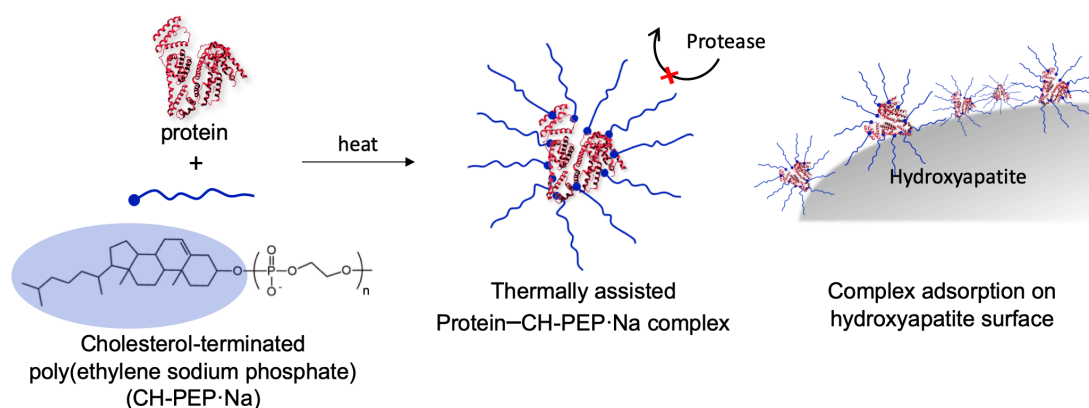 protein
+
heat
O
O
P
O
O
O-
n
Cholesterol-terminated
poly(ethylene sodium phosphate)
(CH-PEP·Na)
Protease
Thermally assisted
Protein–CH-PEP·Na complex
Hydroxyapatite
Complex adsorption on
hydroxyapatite surface